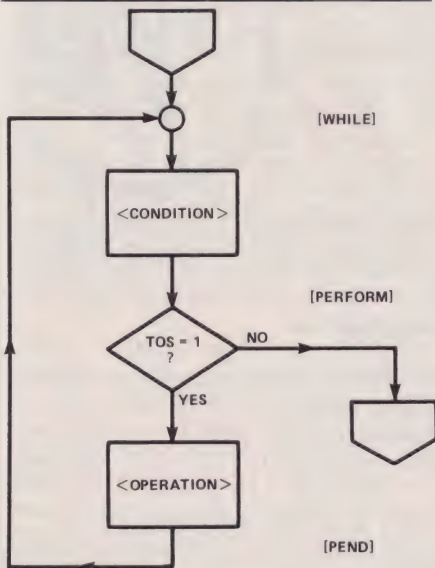 [WHILE]
<CONDITION>
[PERFORM]
TOS = 1
?
NO
YES
<OPERATION>
[PEND]